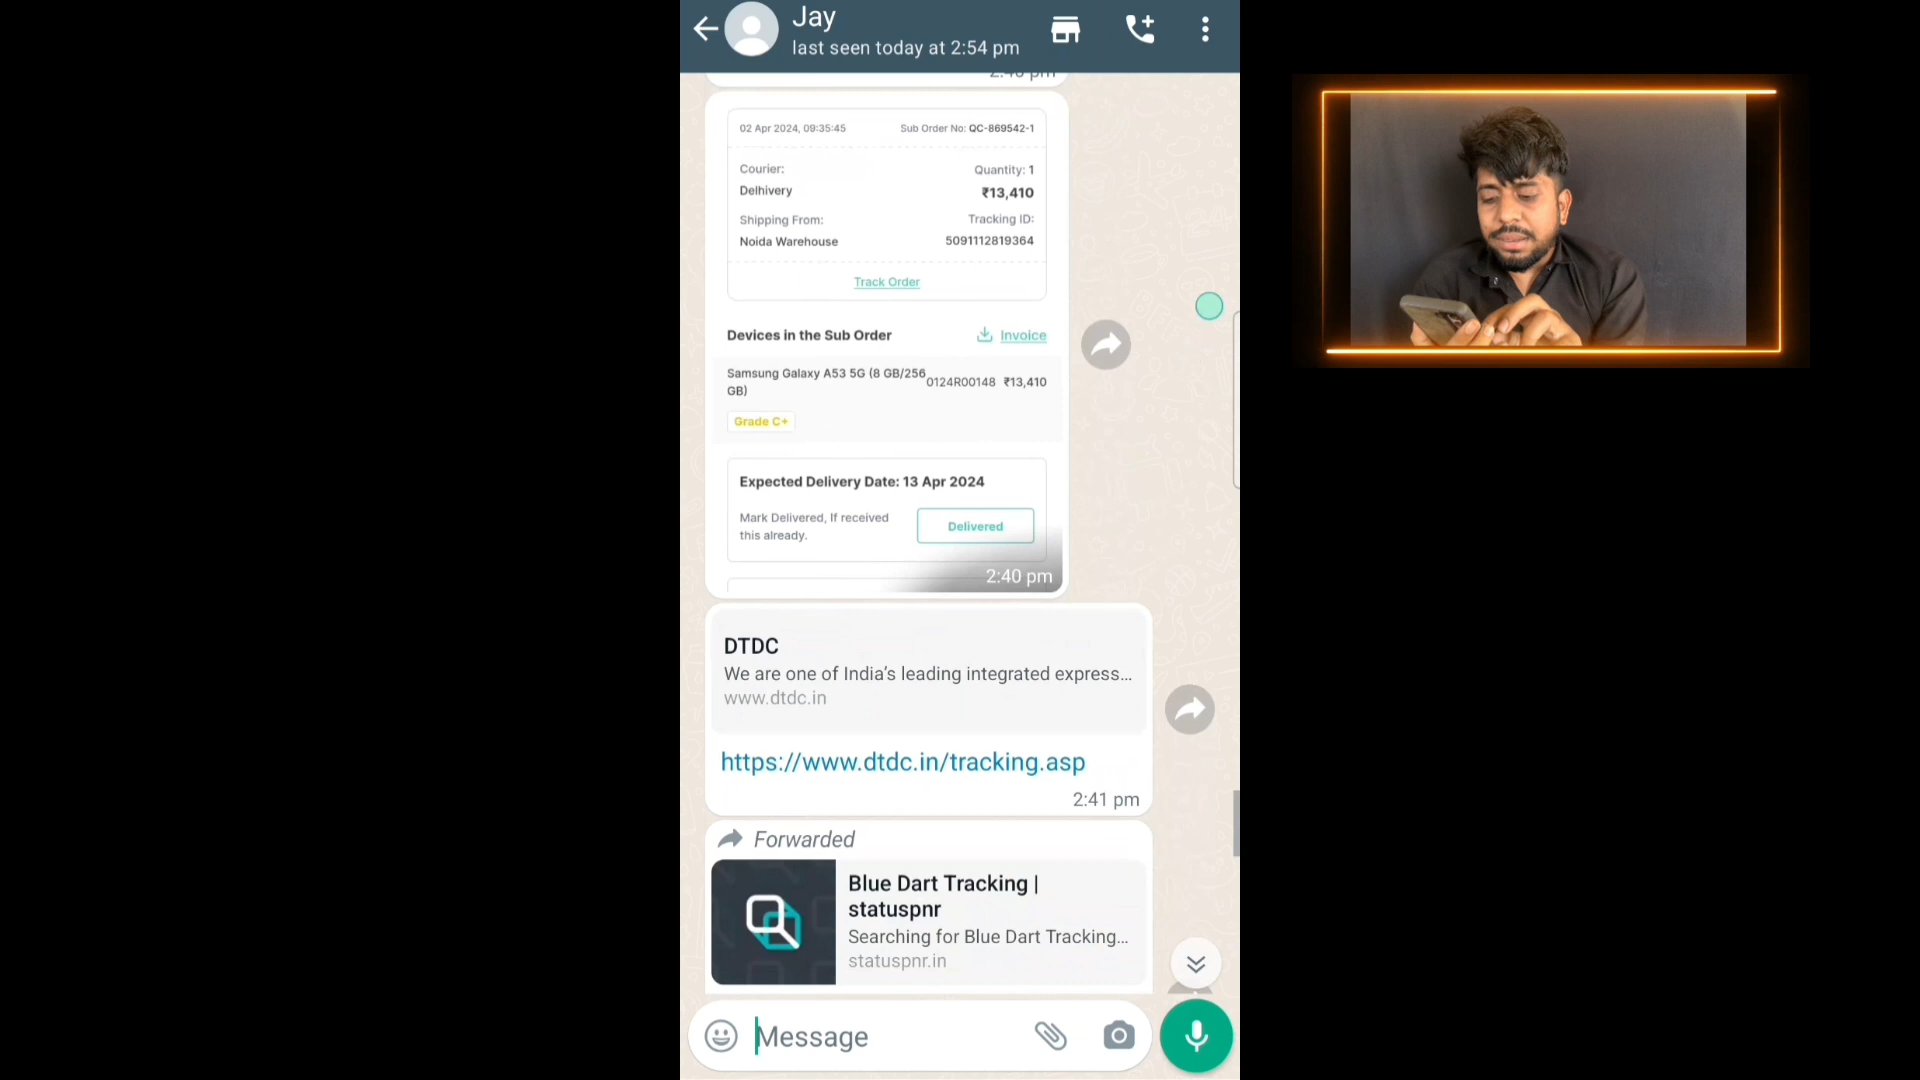 Jay
last seen today at 2:54 pm
02 Apr 2024, 09:35:45 Sub Order No: QC-869542-1
Courier: Quantity: 1
Delhivery ₹13,410
Shipping From: Tracking ID:
Noida Warehouse 5091112819364
Track Order
Devices in the Sub Order Invoice
Samsung Galaxy A53 5G (8 GB/256 0124R00148 ₹13,410
GB)
Grade C+
Expected Delivery Date: 13 Apr 2024
Mark Delivered, If received
this already.
Delivered
2:40 pm
DTDC
We are one of India’s leading integrated express...
www.dtdc.in
https://www.dtdc.in/tracking.asp
2:41 pm
Forwarded
Blue Dart Tracking |
statuspnr
Searching for Blue Dart Tracking...
statuspnr.in
Message